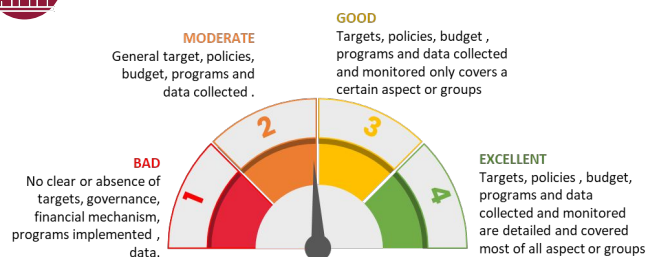 GOOD
Targets, policies, budget ,
programs and data collected
and monitored only covers a
certain aspect or groups
MODERATE
General target, policies,
budget, programs and
data collected .
2
3
BAD
No clear or absence of
targets, governance,
financial mechanism,
programs implemented ,
data.
1
4
EXCELLENT
Targets, policies , budget,
programs and data
collected and monitored
are detailed and covered
most of all aspect or groups